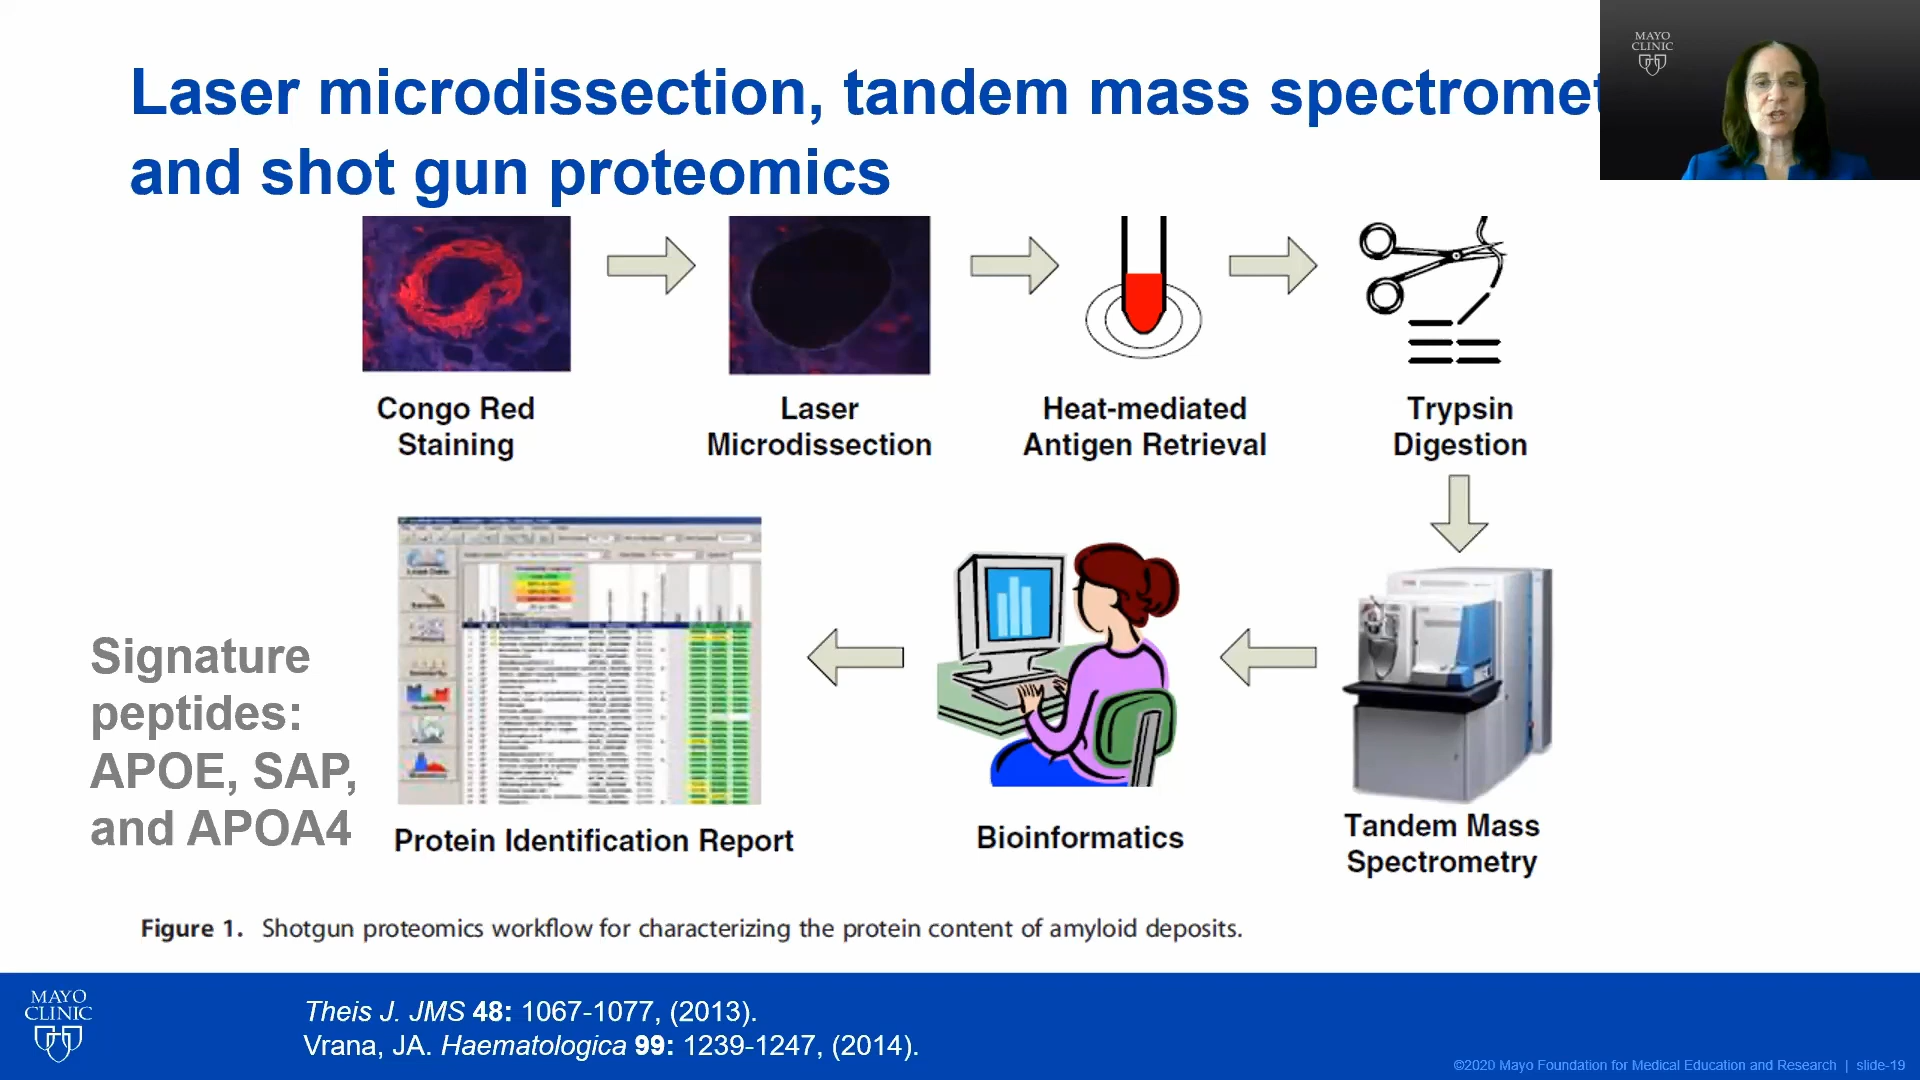 Laser microdissection, tandem mass spectromet
and shot gun proteomics
MAYO
CLINIC
Congo Red
Staining
Laser
Microdissection
Heat-mediated
Antigen Retrieval
Trypsin
Digestion
Signature
peptides:
APOE, SAP,
and APOA4
Protein Identification Report
Bioinformatics
Tandem Mass
Spectrometry
Figure 1. Shotgun proteomics workflow for characterizing the protein content of amyloid deposits.
MAYO
CLINIC
Theis J. JMS 48: 1067-1077, (2013).
Vrana, JA. Haematologica 99: 1239-1247, (2014).
©2020 Mayo Foundation for Medical Education and Research | slide-19